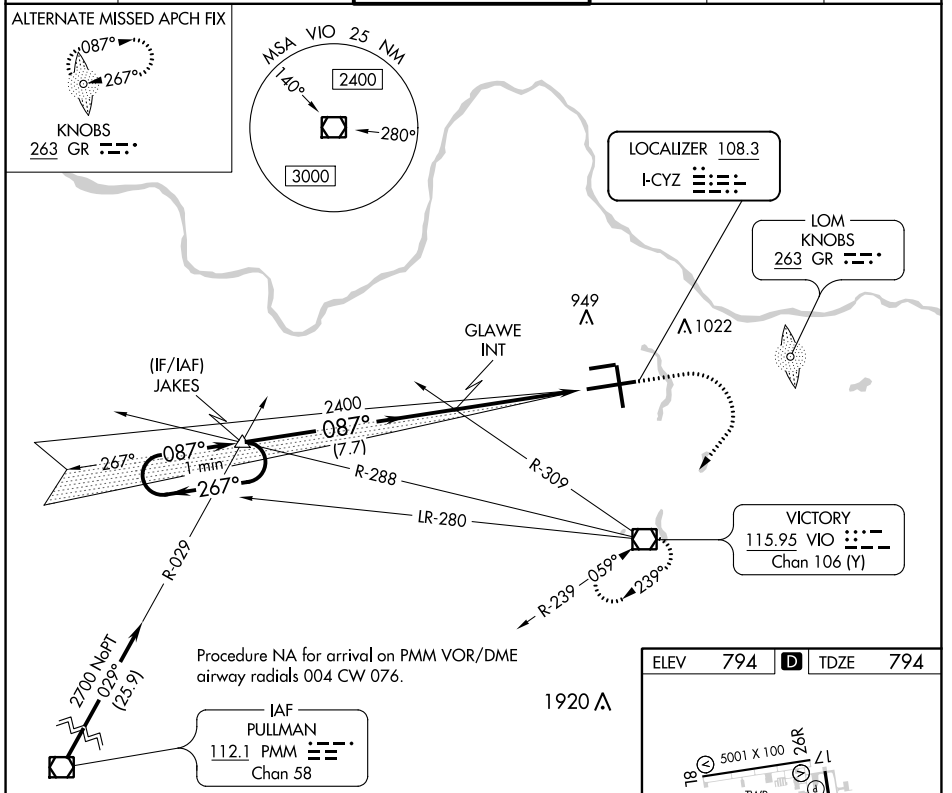 ALTERNATE MISSED APCH FIX
087°
267°
KNOBS
263 GR
MSA VIO 25 NM
140°
2400
280°
3000
LOCALIZER 108.3
I-CYZ
LOM
KNOBS
263 GR
949
1022
GLAWE
INT
(IF/IAF)
JAKES
2400
087°
(7.7)
267°
087°
1 min
267°
R-288
R-309
LR-280
VICTORY
115.95 VIO
Chan 106 (Y)
R-029
R-239
059°
239°
2700 NoPT
029°
(25.9)
Procedure NA for arrival on PMM VOR/DME
airway radials 004 CW 076.
1920
IAF
PULLMAN
112.1 PMM
Chan 58
ELEV 794 D TDZE 794
8L
V
5001 X 100
26R
17
V
P